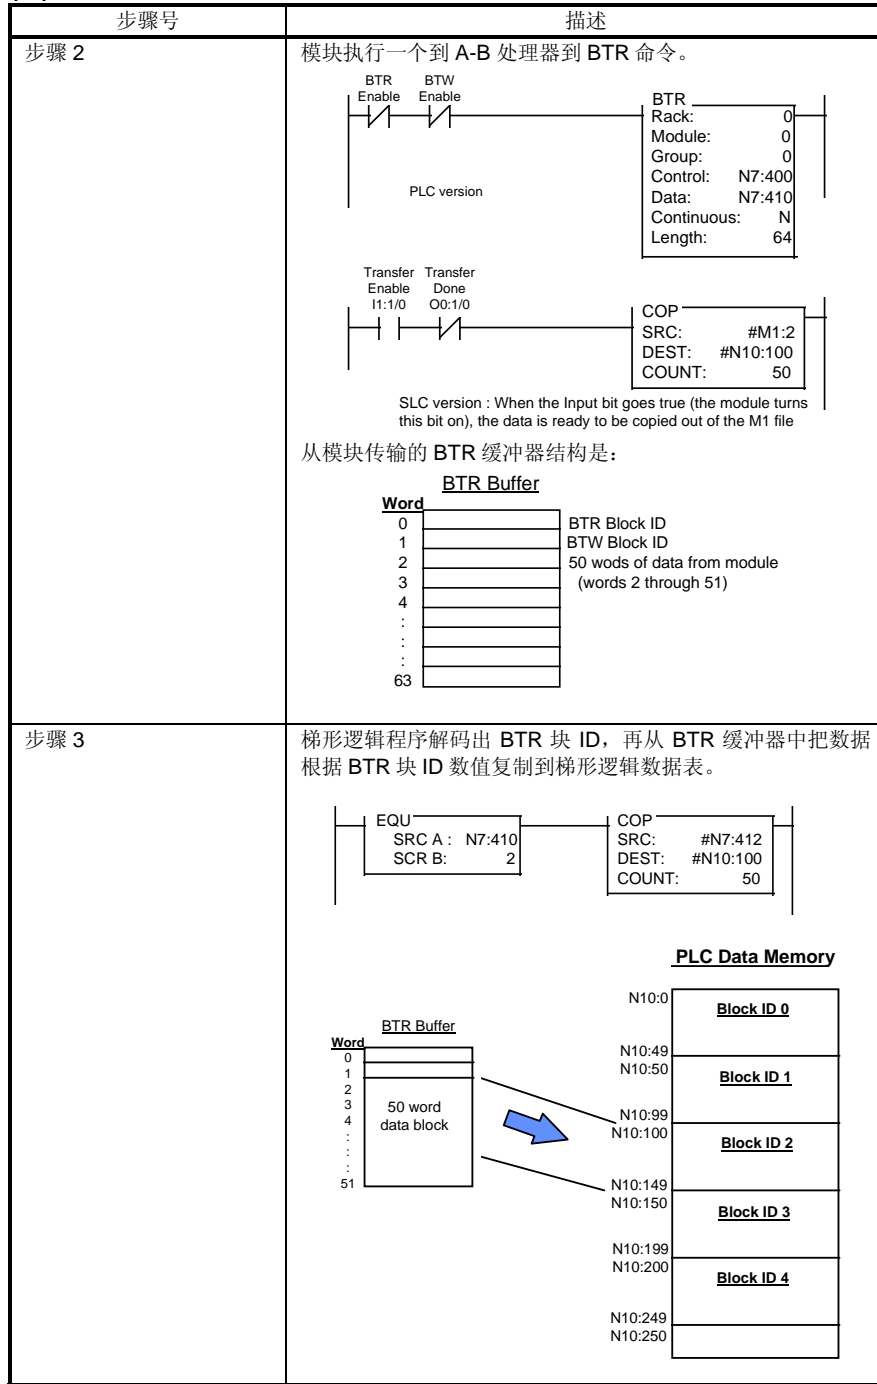 步骤号 描述
步骤 2 模块执行一个到 A-B 处理器到 BTR 命令。
BTR BTW
Enable Enable
BTR
Rack: 0
Module: 0
Group: 0
Control: N7:400
Data: N7:410
Continuous: N
Length: 64
PLC version
Transfer Transfer
Enable Done
I1:1/0 O0:1/0
COP
SRC: #M1:2
DEST: #N10:100
COUNT: 50
SLC version : When the Input bit goes true (the module turns
this bit on), the data is ready to be copied out of the M1 file
从模块传输的 BTR 缓冲器结构是：
BTR Buffer
Word
0 BTR Block ID
1 BTW Block ID
2 50 wods of data from module
3 (words 2 through 51)
4
:
:
:
63
步骤 3 梯形逻辑程序解码出 BTR 块 ID，再从 BTR 缓冲器中把数据
根据 BTR 块 ID 数值复制到梯形逻辑数据表。
EQU
SRC A : N7:410
SCR B: 2
COP
SRC: #N7:412
DEST: #N10:100
COUNT: 50
PLC Data Memory
BTR Buffer
Word
0
1
2
3
4
:
:
:
51
50 word
data block
N10:0
Block ID 0
N10:49
N10:50
Block ID 1
N10:99
N10:100
Block ID 2
N10:149
N10:150
Block ID 3
N10:199
N10:200
Block ID 4
N10:249
N10:250